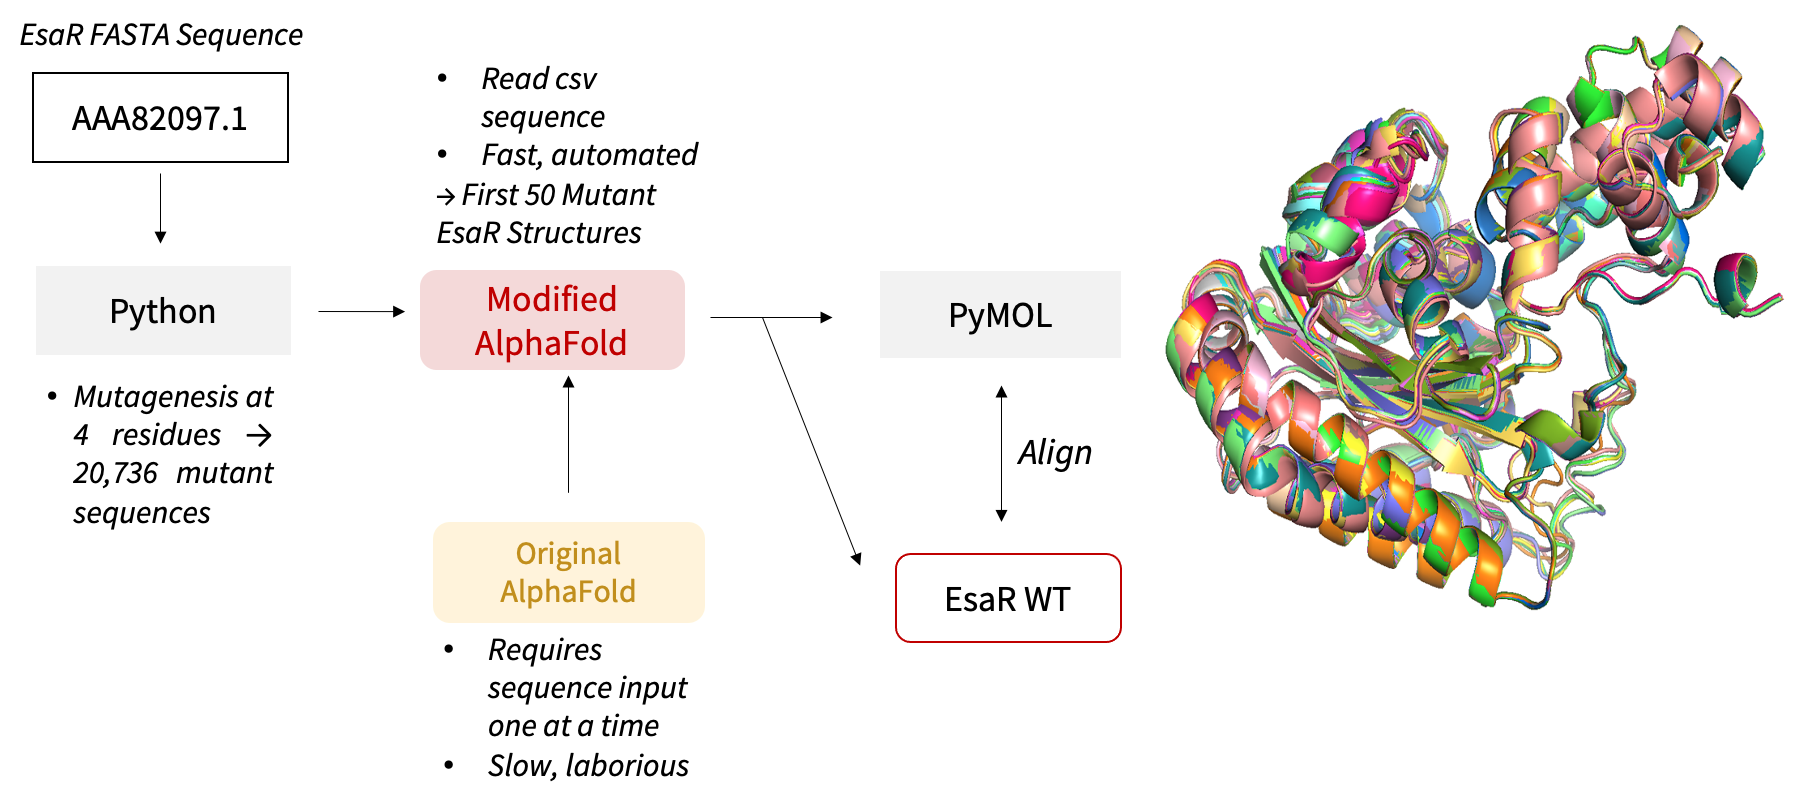 EsaR FASTA Sequence
AAA82097.1
Python
• Mutagenesis at
4 residues →
20,736 mutant
sequences
• Read csv
sequence
• Fast, automated
→ First 50 Mutant
EsaR Structures
Modified
AlphaFold
Original
AlphaFold
• Requires
sequence input
one at a time
• Slow, laborious
PyMOL
Align
EsaR WT